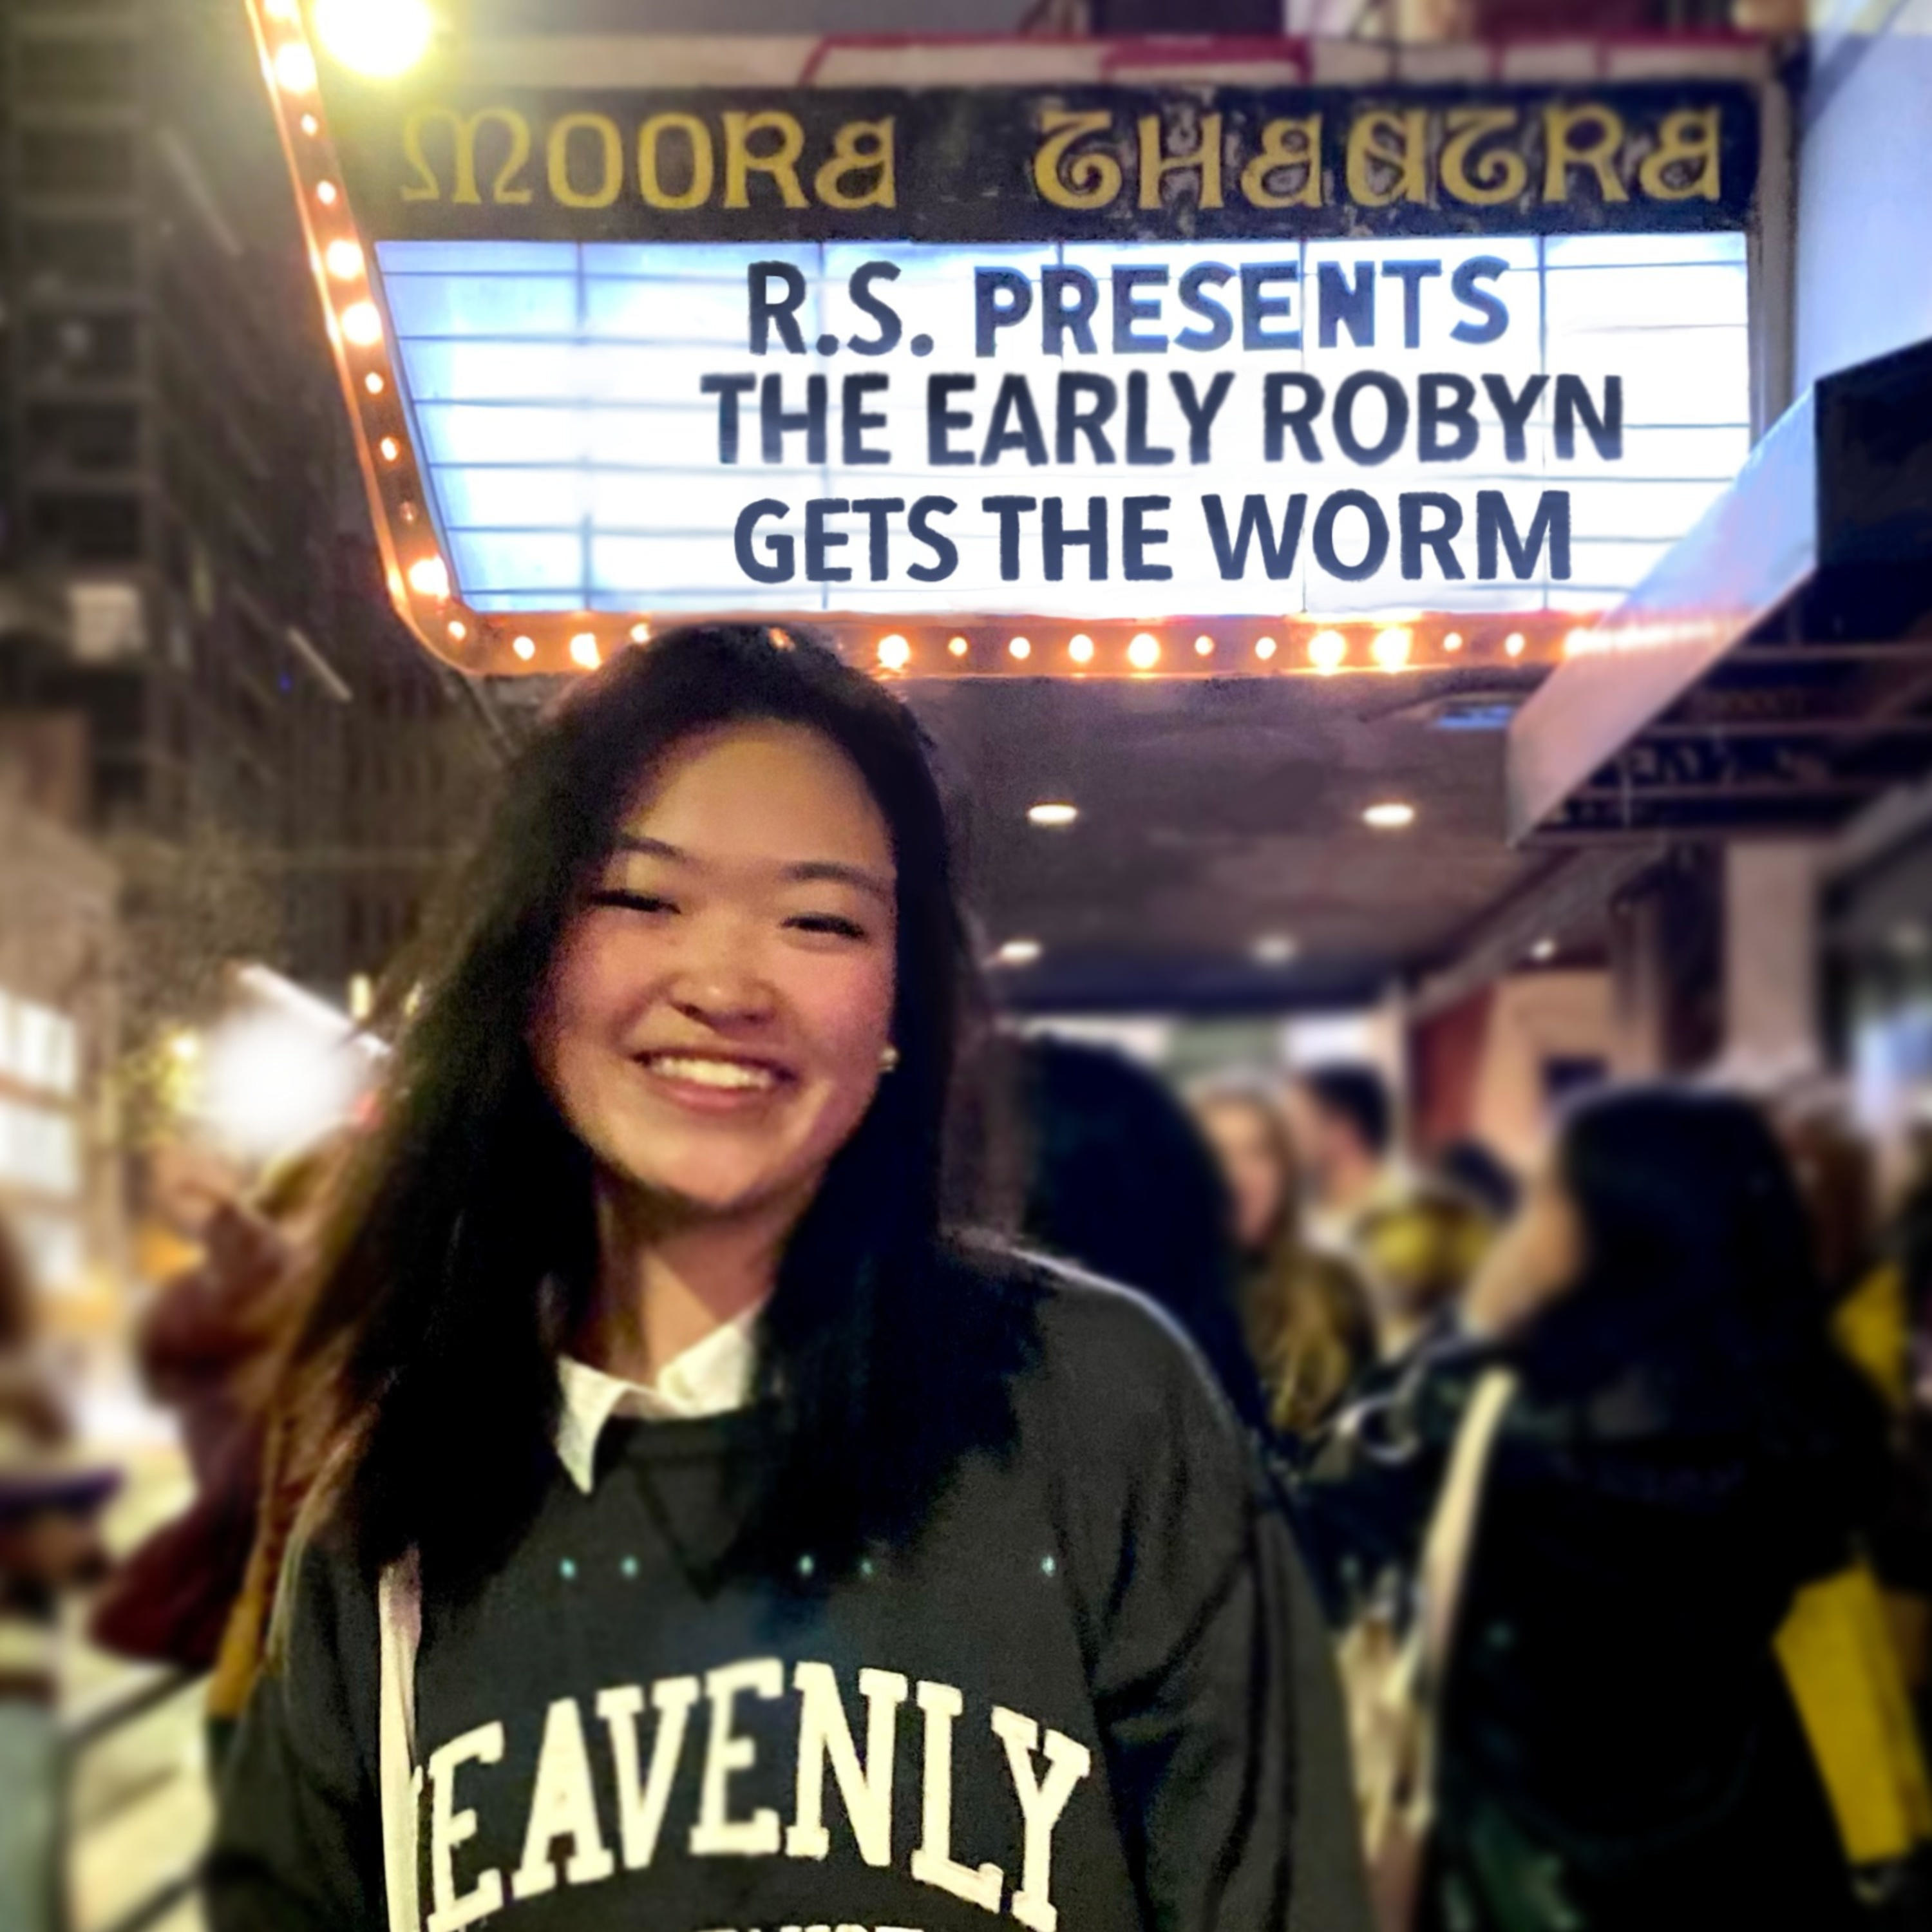 MOORE THEATRE
R.S. PRESENTS
THE EARLY ROBYN
GETS THE WORM
EAVENLY